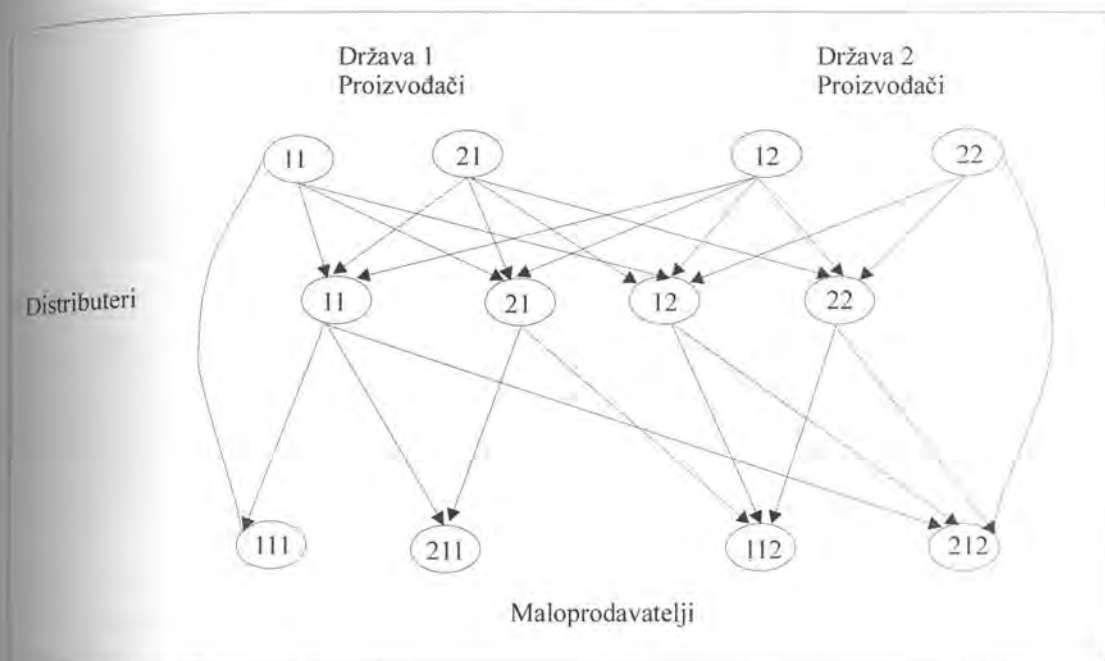 Država 1
Proizvođači
Država 2
Proizvođači
11
21
12
22
Distributeri
11
21
12
22
111
211
112
212
Maloprodavatelji